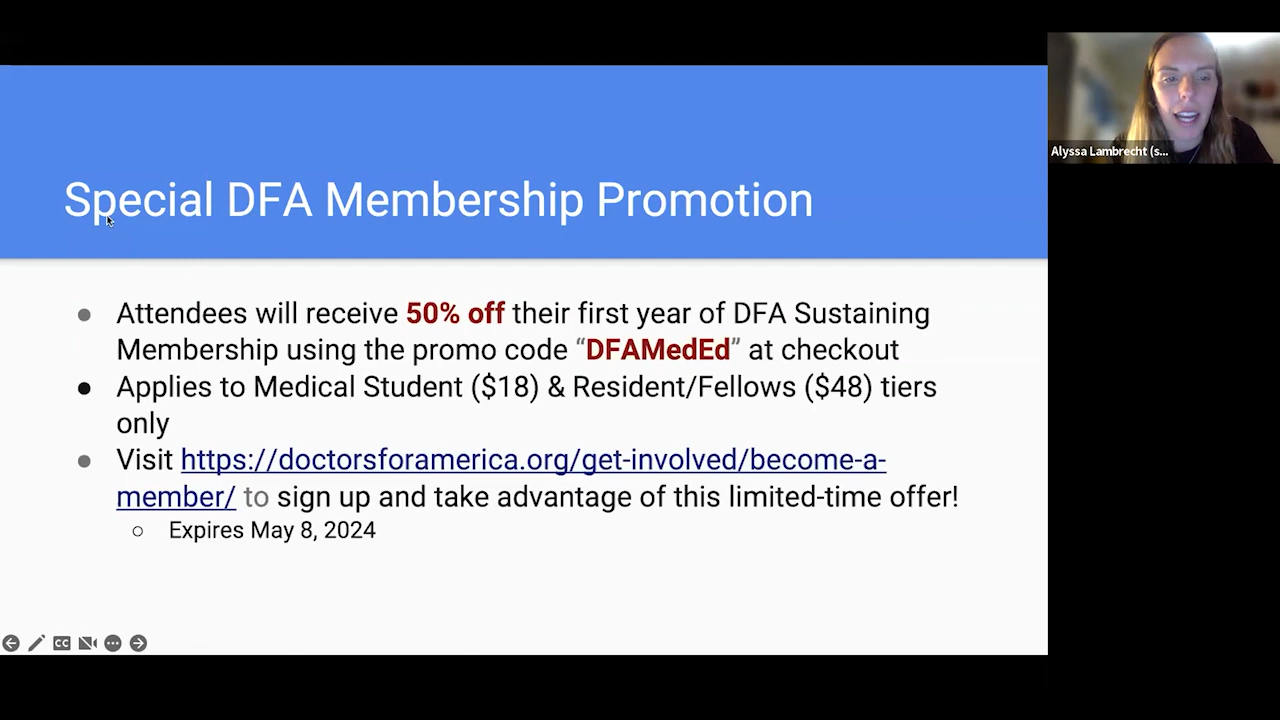 Special DFA Membership Promotion
● Attendees will receive 50% off their first year of DFA Sustaining
Membership using the promo code “DFAMedEd” at checkout
● Applies to Medical Student ($18) & Resident/Fellows ($48) tiers
only
● Visit https://doctorsforamerica.org/get-involved/become-a-
member/ to sign up and take advantage of this limited-time offer!
○ Expires May 8, 2024
CC
Alyssa Lambrecht (s...